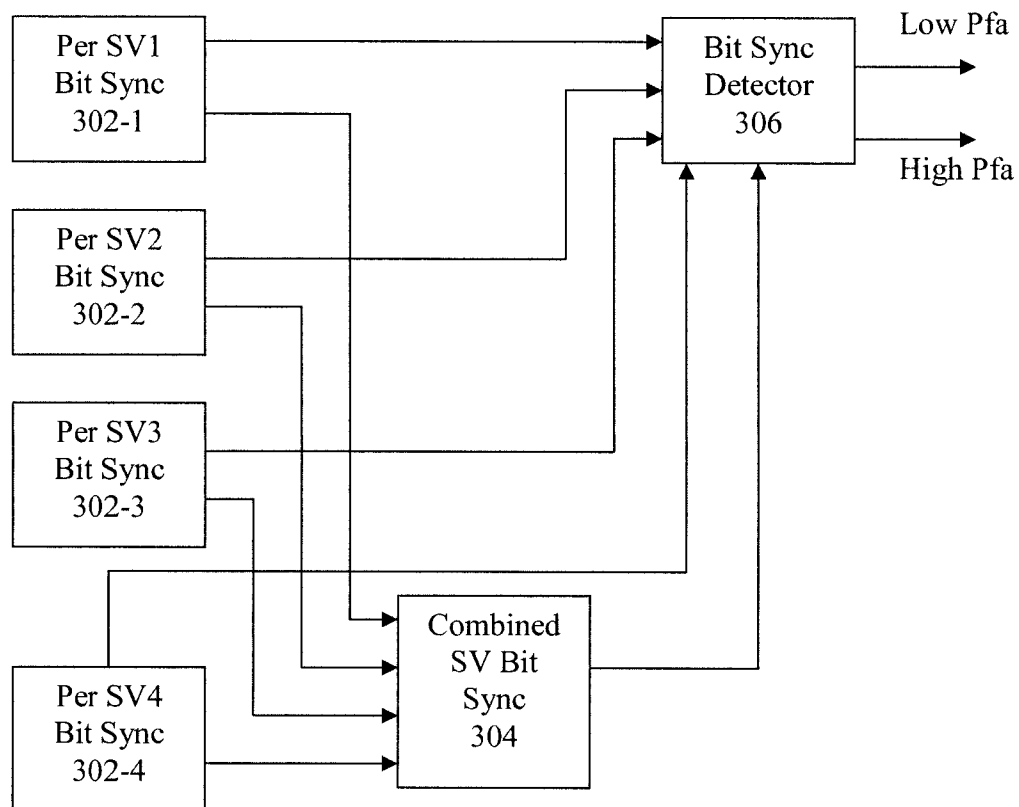 Per SV1
Bit Sync
302-1
Bit Sync
Detector
306
Low Pfa
High Pfa
Per SV2
Bit Sync
302-2
Per SV3
Bit Sync
302-3
Combined
SV Bit
Sync
304
Per SV4
Bit Sync
302-4